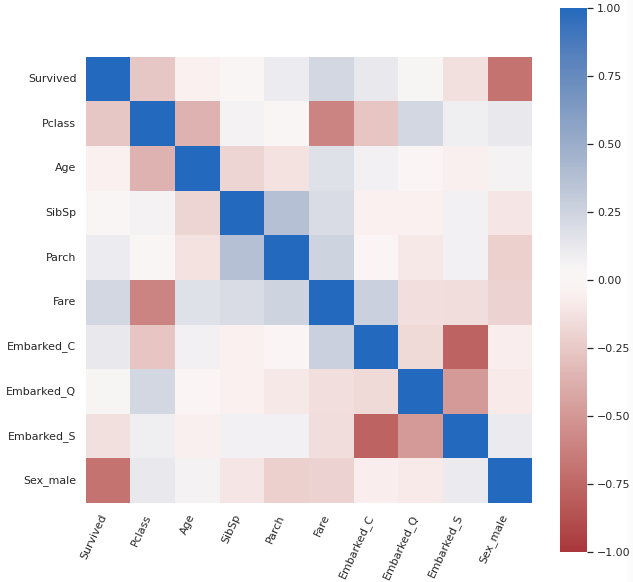 Survived
Pclass
Age
SibSp
Parch
Fare
Embarked_C
Embarked_Q
Embarked_S
Sex_male
Survived
Pclass
Age
SibSp
Parch
Fare
Embarked_C
Embarked_Q
Embarked_S
Sex_male
1.00
0.75
0.50
0.25
0.00
−0.25
−0.50
−0.75
−1.00